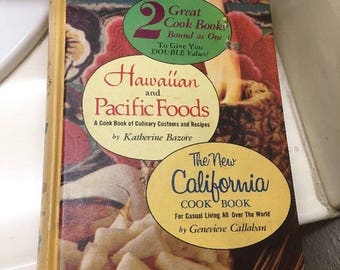 2 Great
Cook Books
Bound as One
To Give You
DOUBLE Value!
Hawaiian
and
Pacific Foods
A Cook Book of Culinary Customs and Recipes
by Katherine Bazore
The New
California
COOK BOOK
For Casual Living All Over The World
by Genevieve Callahan